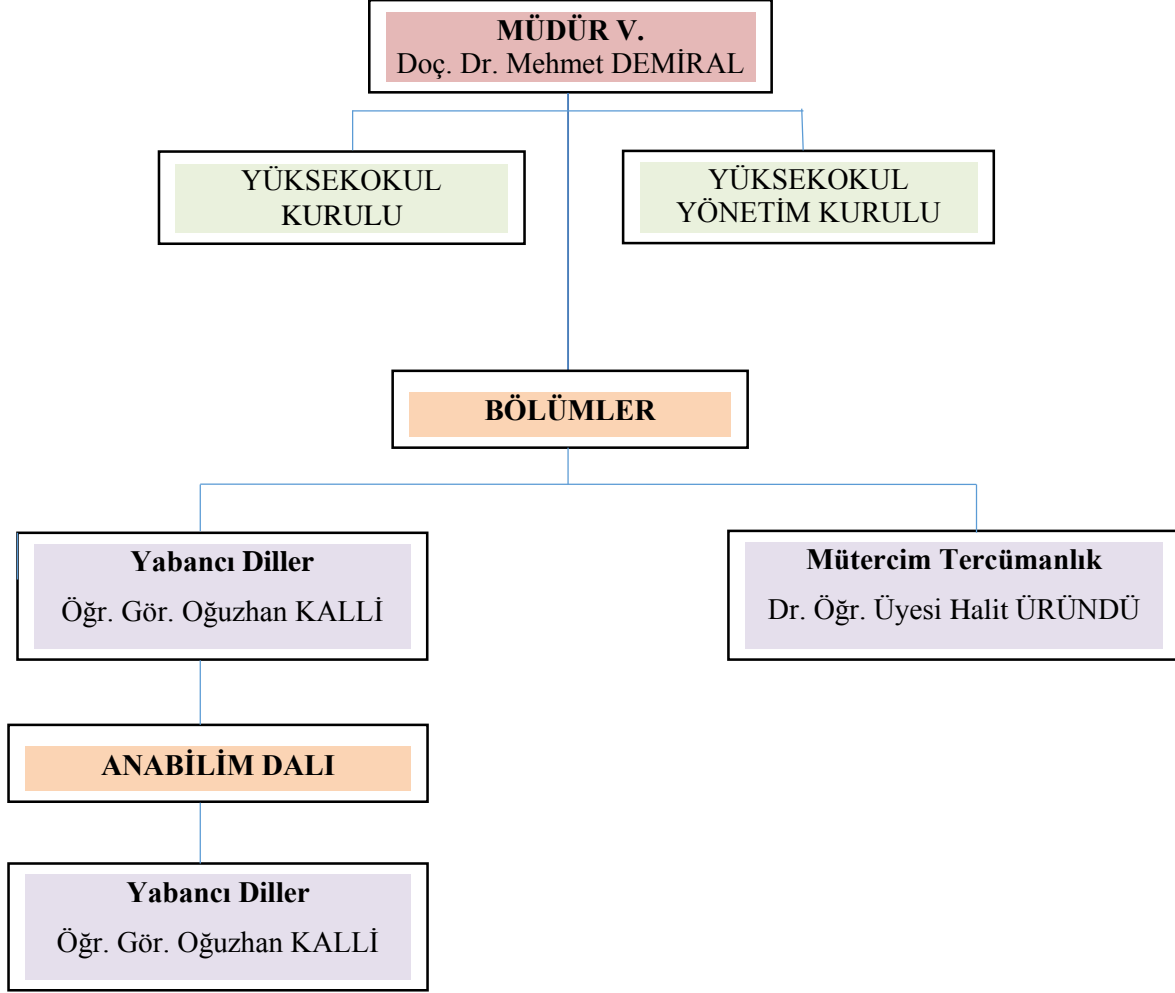 MÜDÜR V.
Doç. Dr. Mehmet DEMİRAL
YÜKSEKOKUL
KURULU
YÜKSEKOKUL
YÖNETİM KURULU
BÖLÜMLER
Yabancı Diller
Öğr. Gör. Oğuzhan KALLİ
Mütercim Tercümanlık
Dr. Öğr. Üyesi Halit ÜRÜNDÜ
ANABİLİM DALI
Yabancı Diller
Öğr. Gör. Oğuzhan KALLİ